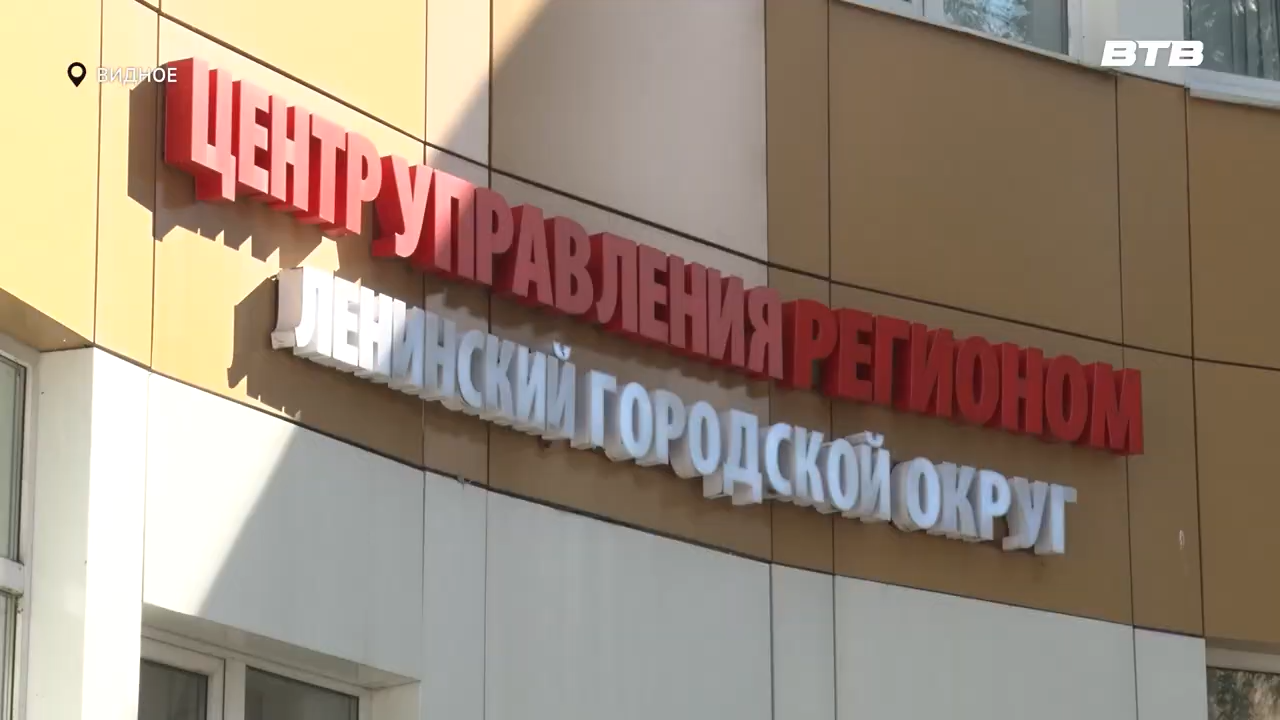 ВИДНОЕ
ВТВ
ЦЕНТР УПРАВЛЕНИЯ РЕГИОНОМ
ЛЕНИНСКИЙ ГОРОДСКОЙ ОКРУГ